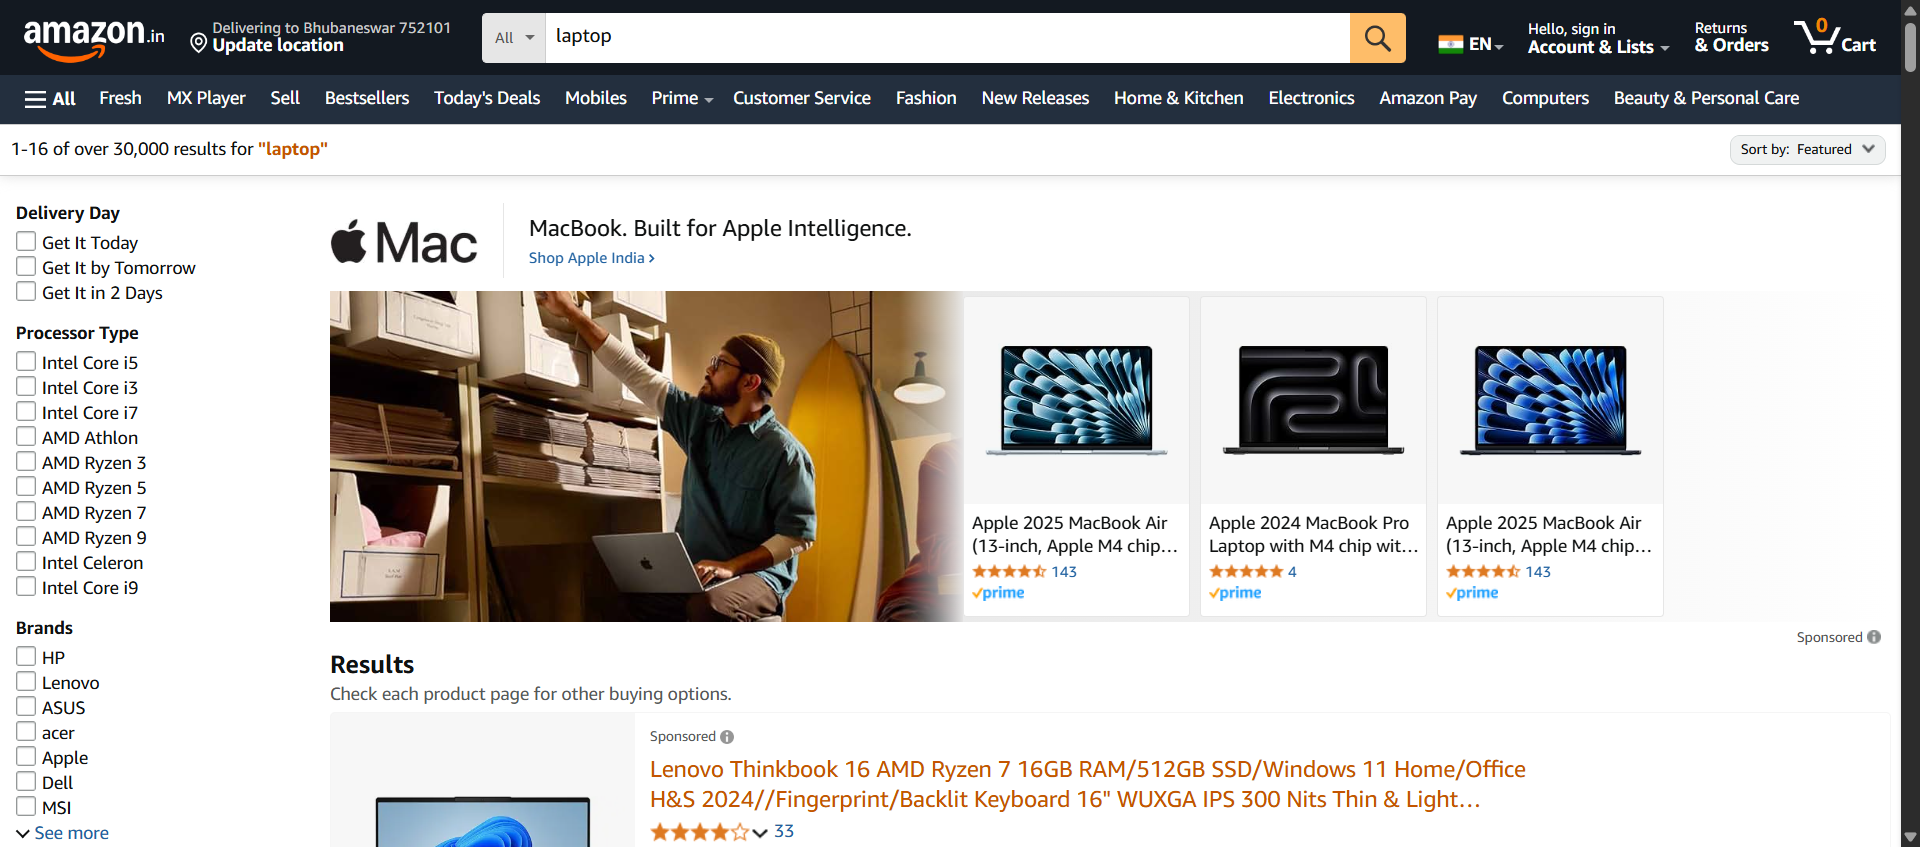 amazon.in
Delivering to Bhubaneswar 752101
Update location
All
laptop
EN
Hello, sign in
Account & Lists
Returns
& Orders
0
Cart
All
Fresh
MX Player
Sell
Bestsellers
Today's Deals
Mobiles
Prime
Customer Service
Fashion
New Releases
Home & Kitchen
Electronics
Amazon Pay
Computers
Beauty & Personal Care
1-16 of over 30,000 results for "laptop"
Sort by: Featured
Delivery Day
Get It Today
Get It by Tomorrow
Get It in 2 Days
Processor Type
Intel Core i5
Intel Core i3
Intel Core i7
AMD Athlon
AMD Ryzen 3
AMD Ryzen 5
AMD Ryzen 7
AMD Ryzen 9
Intel Celeron
Intel Core i9
Brands
HP
Lenovo
ASUS
acer
Apple
Dell
MSI
See more
Mac
MacBook. Built for Apple Intelligence.
Shop Apple India
Apple 2025 MacBook Air
(13-inch, Apple M4 chip…
143
prime
Apple 2024 MacBook Pro
Laptop with M4 chip wit…
4
prime
Apple 2025 MacBook Air
(13-inch, Apple M4 chip…
143
prime
Sponsored
Results
Check each product page for other buying options.
Sponsored
Lenovo Thinkbook 16 AMD Ryzen 7 16GB RAM/512GB SSD/Windows 11 Home/Office
H&S 2024//Fingerprint/Backlit Keyboard 16" WUXGA IPS 300 Nits Thin & Light…
33